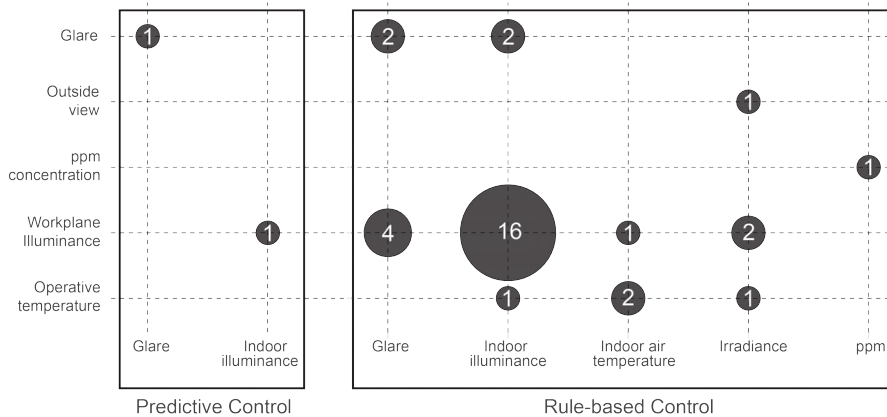 Glare
1
2
2
Outside
view
1
ppm
concentration
1
Workplane
Illuminance
1
4
16
1
2
Operative
temperature
1
2
1
Glare
Indoor
illuminance
Glare
Indoor
illuminance
Indoor air
temperature
Irradiance
ppm
Predictive Control
Rule-based Control